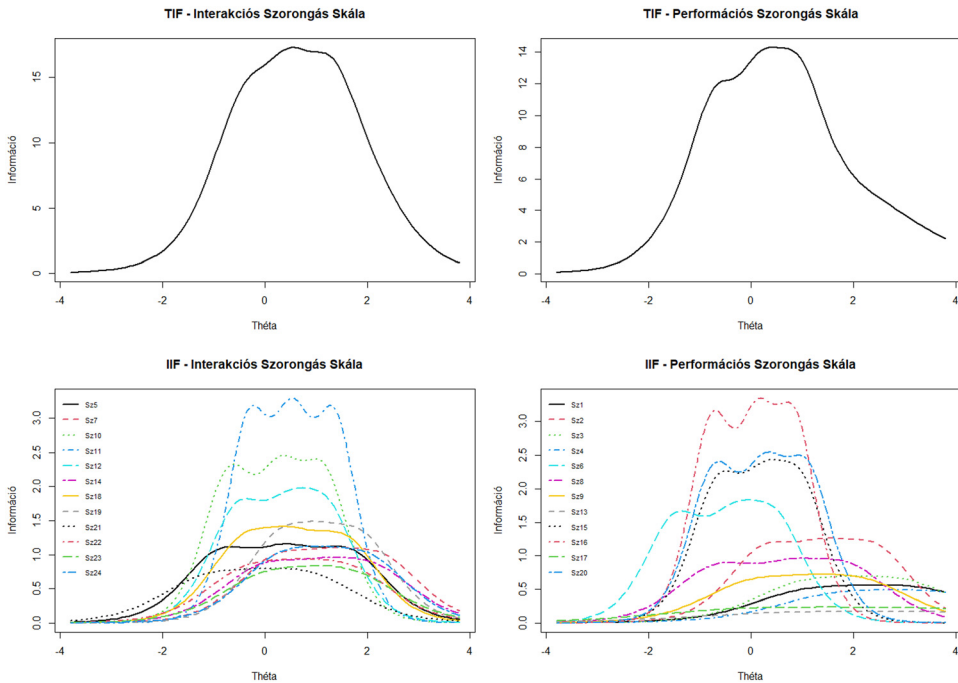 TIF - Interakciós Szorongás Skála
Információ
15
10
5
0
-4 -2 0 2 4
Théta
TIF - Performációs Szorongás Skála
Információ
14
12
10
8
6
4
2
0
-4 -2 0 2 4
Théta
IIF - Interakciós Szorongás Skála
Információ
3.0
2.5
2.0
1.5
1.0
0.5
0.0
Sz5
Sz7
Sz10
Sz11
Sz12
Sz14
Sz18
Sz19
Sz21
Sz22
Sz23
Sz24
-4 -2 0 2 4
Théta
IIF - Performációs Szorongás Skála
Információ
3.0
2.5
2.0
1.5
1.0
0.5
0.0
Sz1
Sz2
Sz3
Sz4
Sz6
Sz8
Sz9
Sz13
Sz15
Sz16
Sz17
Sz20
-4 -2 0 2 4
Théta